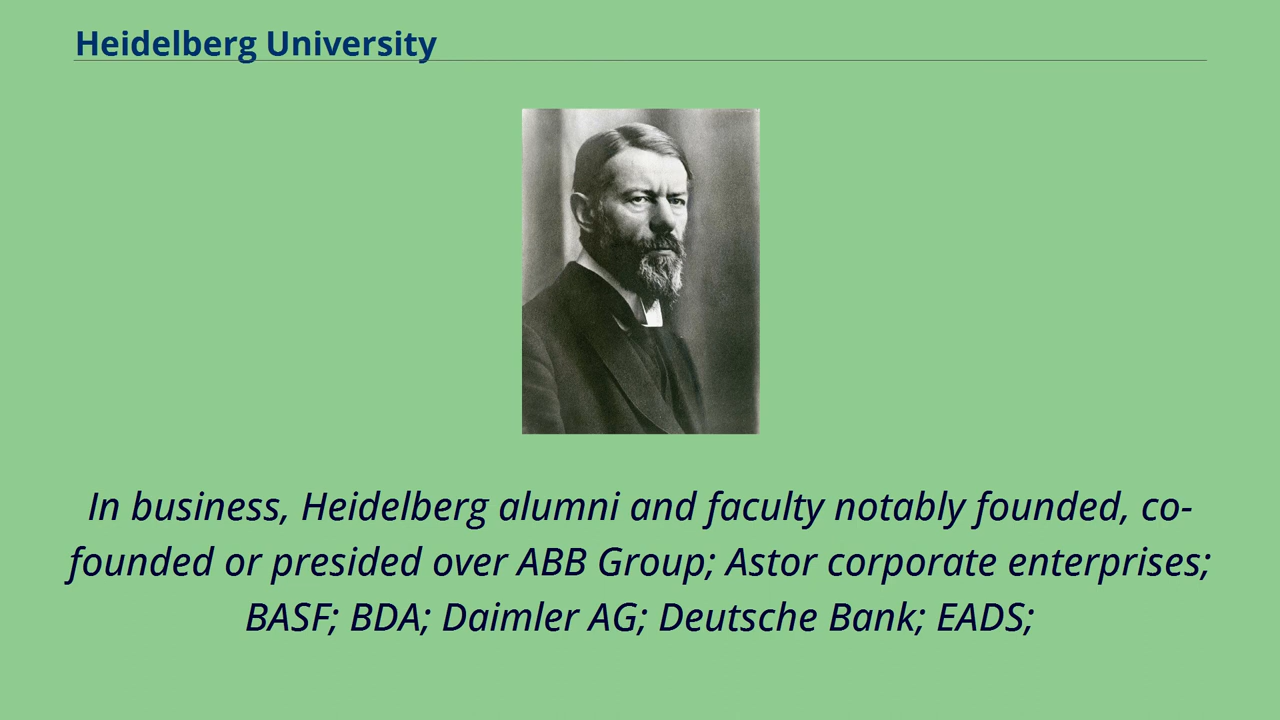 Heidelberg University
In business, Heidelberg alumni and faculty notably founded, co-
founded or presided over ABB Group; Astor corporate enterprises;
BASF; BDA; Daimler AG; Deutsche Bank; EADS;